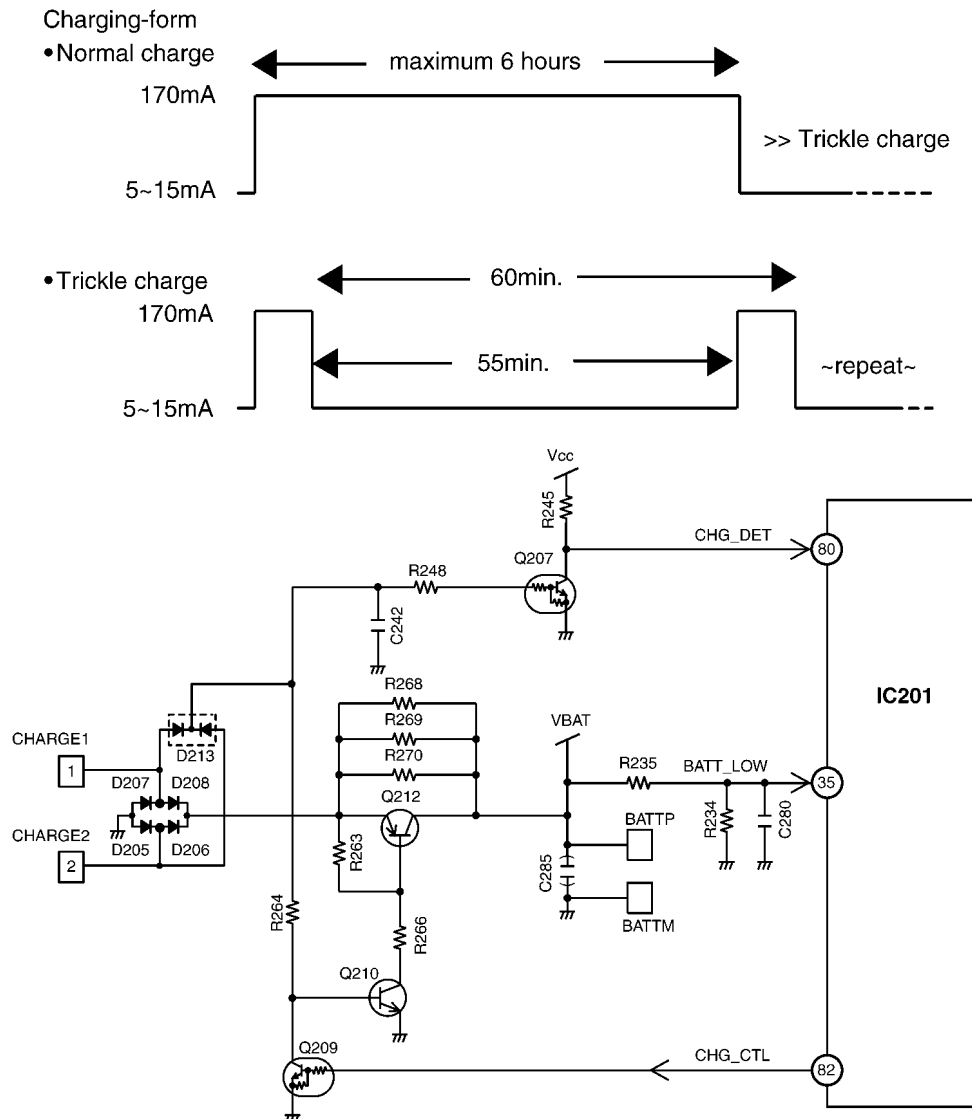 Charging-form
•Normal charge
maximum 6 hours
170mA
>> Trickle charge
5~15mA
•Trickle charge
60min.
170mA
55min.
~repeat~
5~15mA
Vcc
R245
CHG_DET
80
Q207
R248
C242
IC201
R268
R269
R270
VBAT
CHARGE1
1
D213
D207
D208
Q212
R235
BATT_LOW
35
CHARGE2
2
D205
D206
R263
R234
C280
BATTP
C285
BATTM
R264
R266
Q210
Q209
CHG_CTL
82